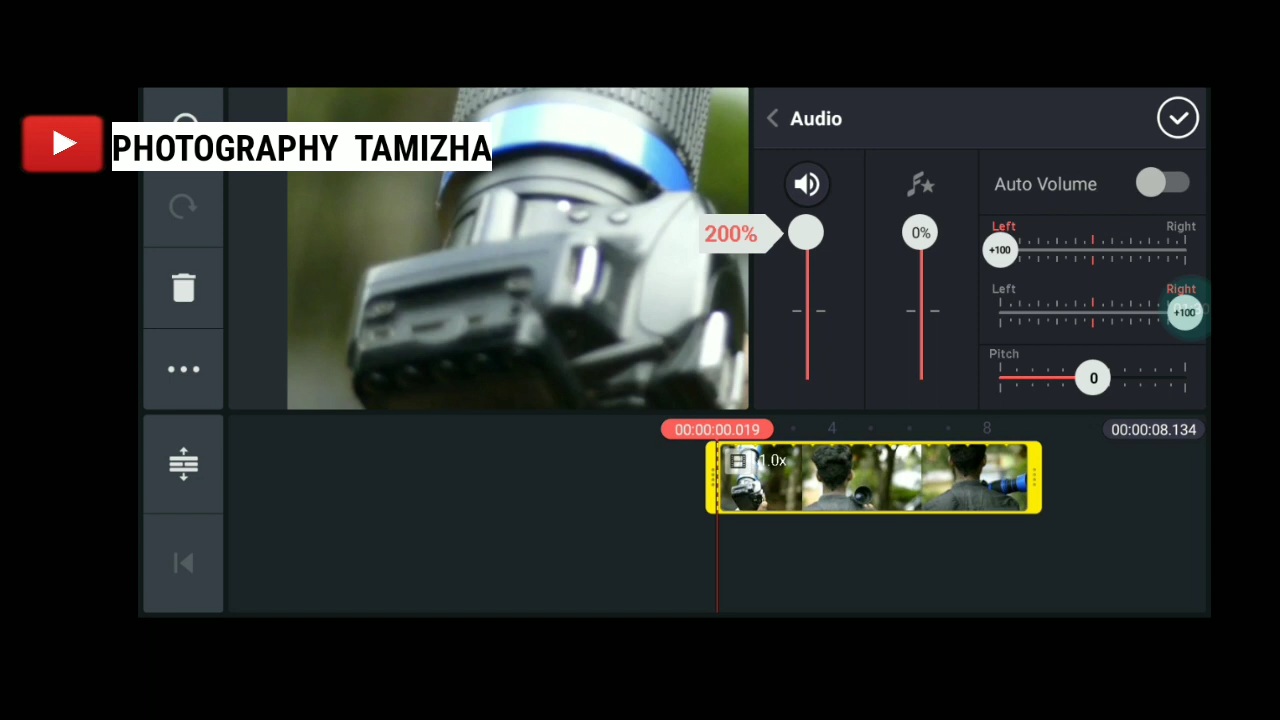 PHOTOGRAPHY TAMIZHA
Audio
Auto Volume
200%
0%
Left Right
+100
Left Right
+100
Pitch
0
00:00:00.019
4
8
00:00:08.134
1.0x